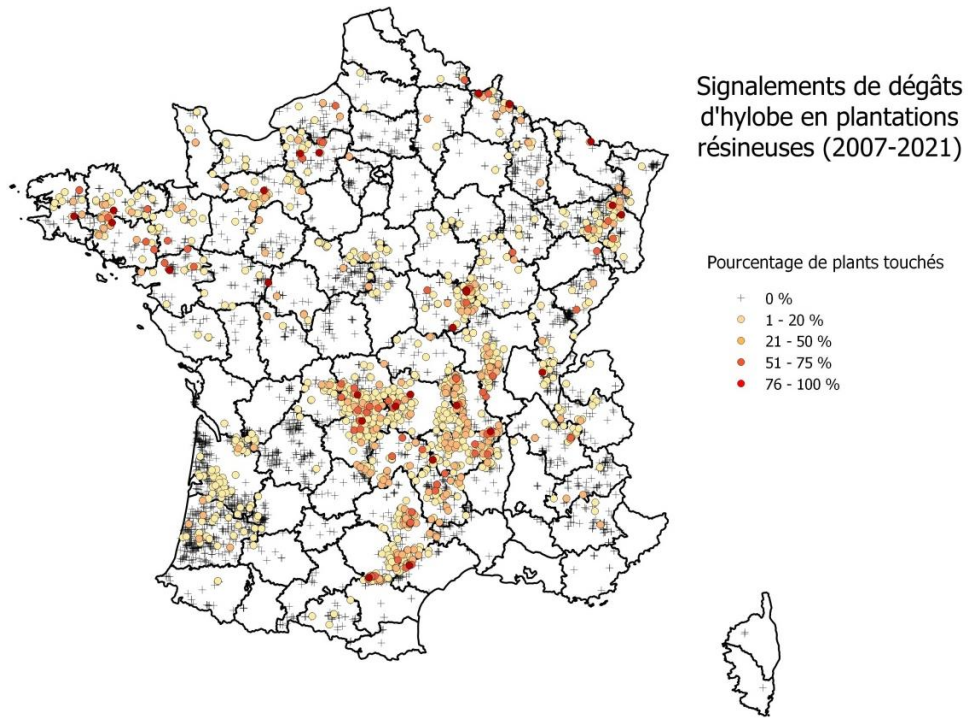 Signalements de dégâts
d'hylobe en plantations
résineuses (2007-2021)
Pourcentage de plants touchés
0 %
1 - 20 %
21 - 50 %
51 - 75 %
76 - 100 %